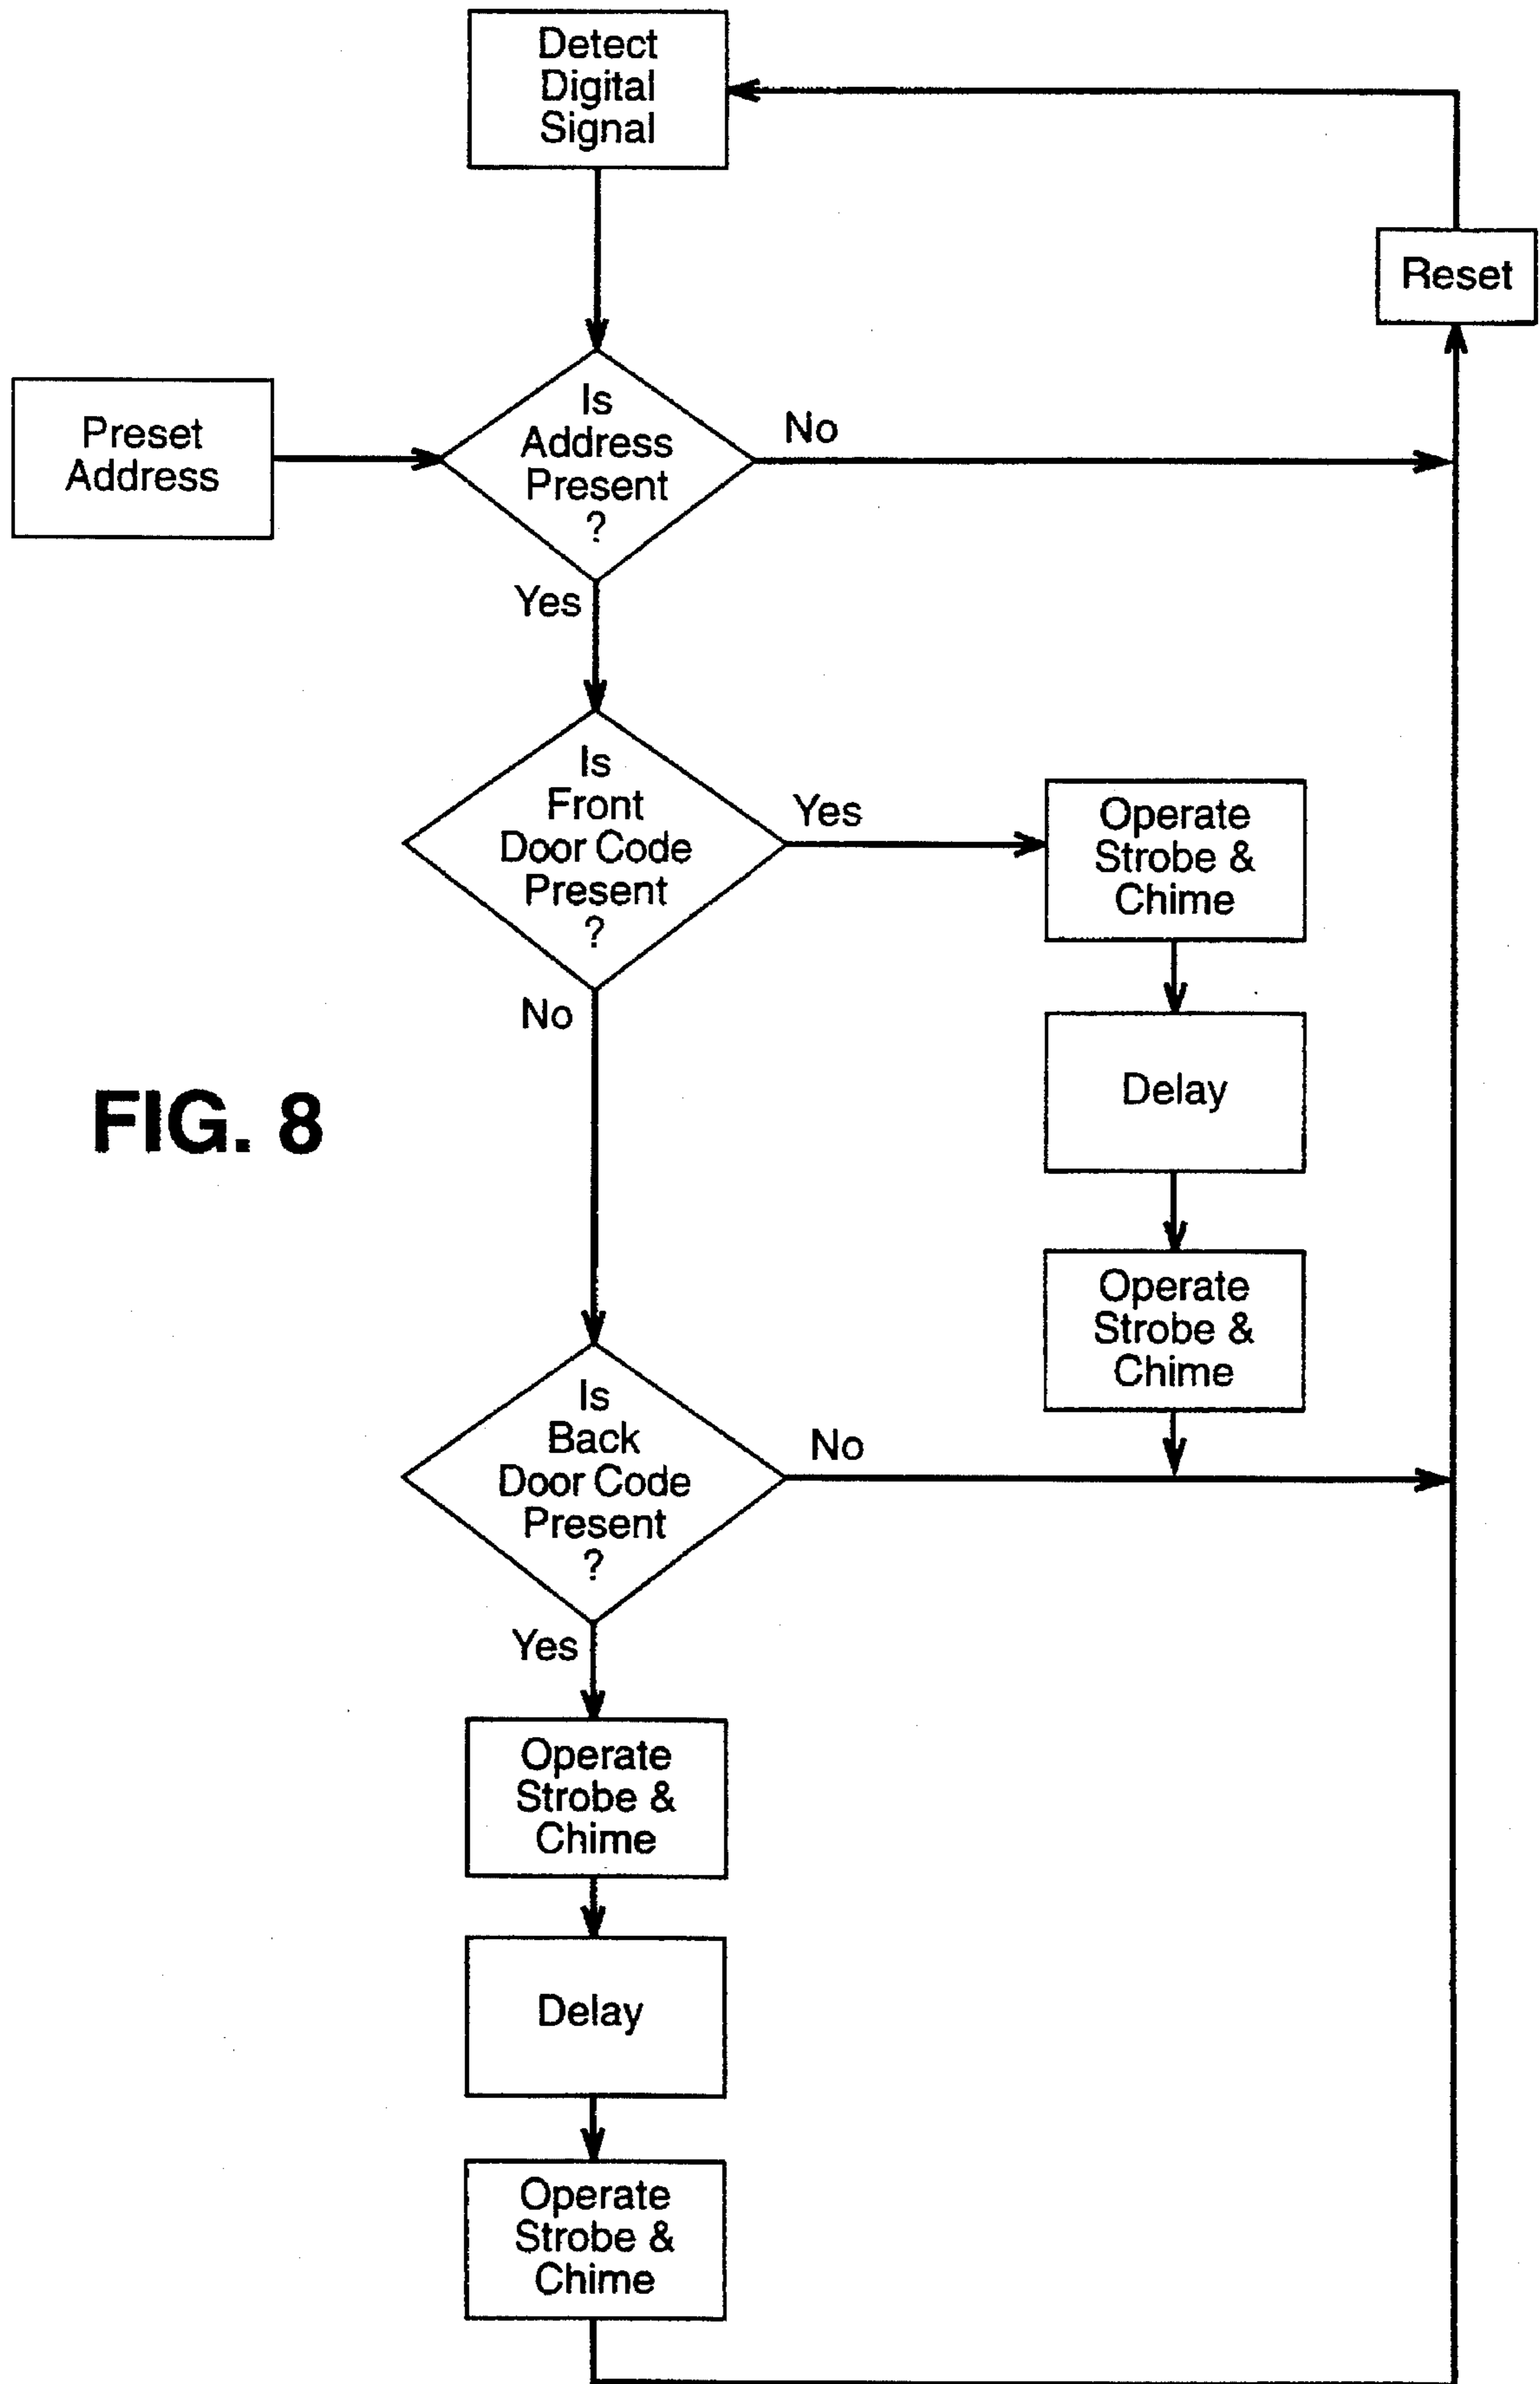 Detect
Digital
Signal
Reset
Preset
Address
Is
Address
Present
?
No
Yes
Is
Front
Door Code
Present
?
Yes
No
Operate
Strobe &
Chime
Delay
Operate
Strobe &
Chime
FIG. 8
Is
Back
Door Code
Present
?
No
Yes
Operate
Strobe &
Chime
Delay
Operate
Strobe &
Chime